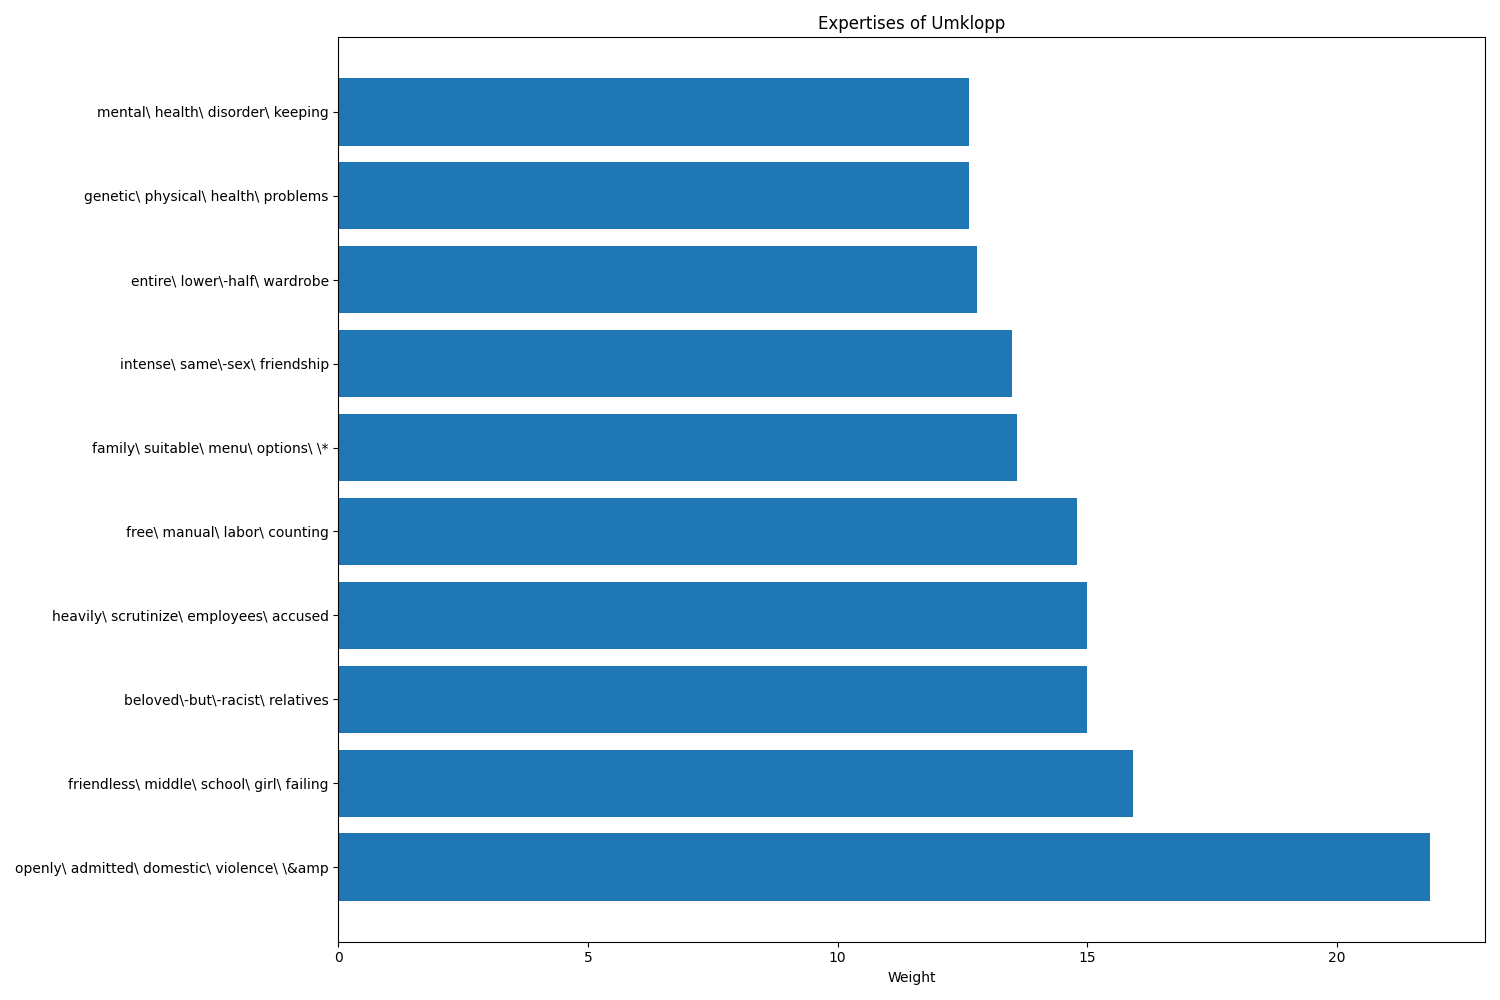 Expertises of Umklopp
mental\ health\ disorder\ keeping
genetic\ physical\ health\ problems
entire\ lower\-half\ wardrobe
intense\ same\-sex\ friendship
family\ suitable\ menu\ options\ \*
free\ manual\ labor\ counting
heavily\ scrutinize\ employees\ accused
beloved\-but\-racist\ relatives
friendless\ middle\ school\ girl\ failing
openly\ admitted\ domestic\ violence\ \&amp
0 5 10 15 20
Weight